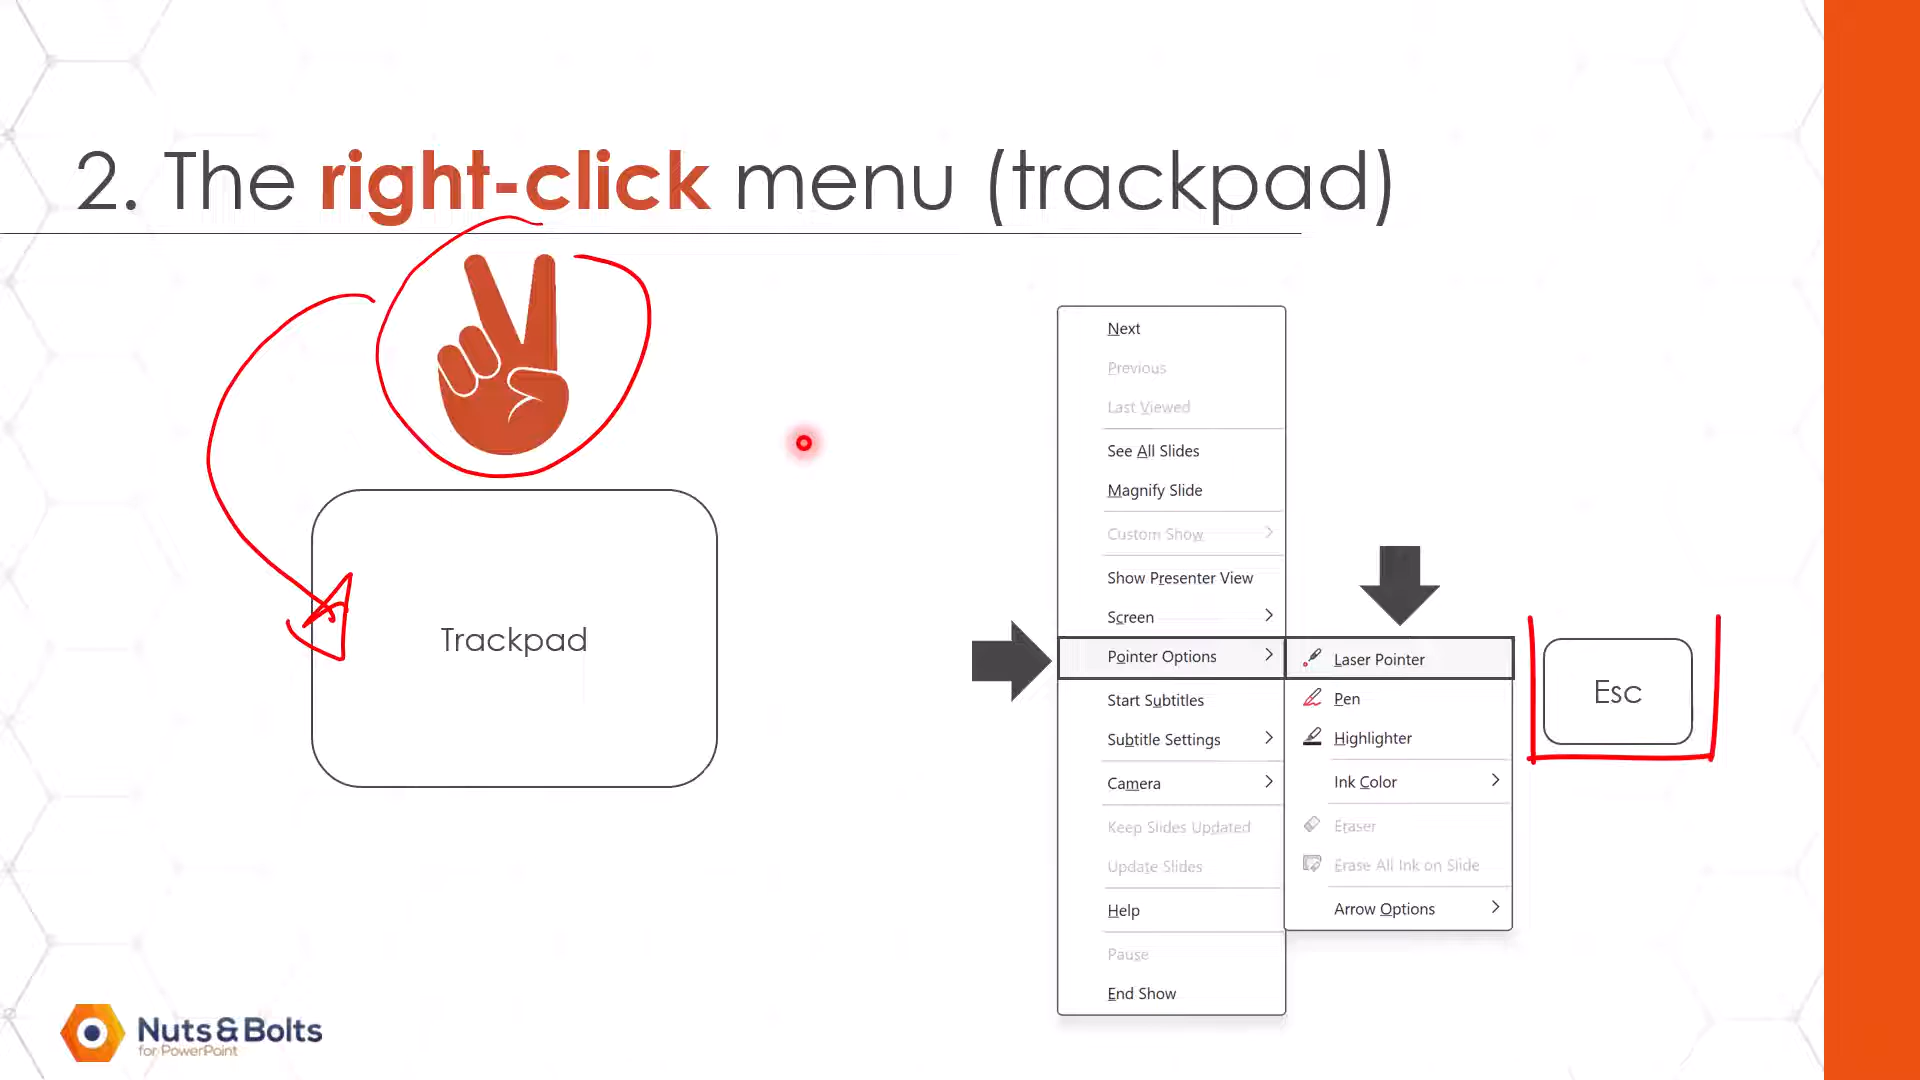 2. The right-click menu (trackpad)
Trackpad
Next
Previous
Last Viewed
See All Slides
Magnify Slide
Custom Show
Show Presenter View
Screen
Pointer Options
Start Subtitles
Subtitle Settings
Camera
Keep Slides Updated
Update Slides
Help
Pause
End Show
Laser Pointer
Pen
Highlighter
Ink Color
Eraser
Erase All Ink on Slide
Arrow Options
Esc
Nuts & Bolts
for PowerPoint